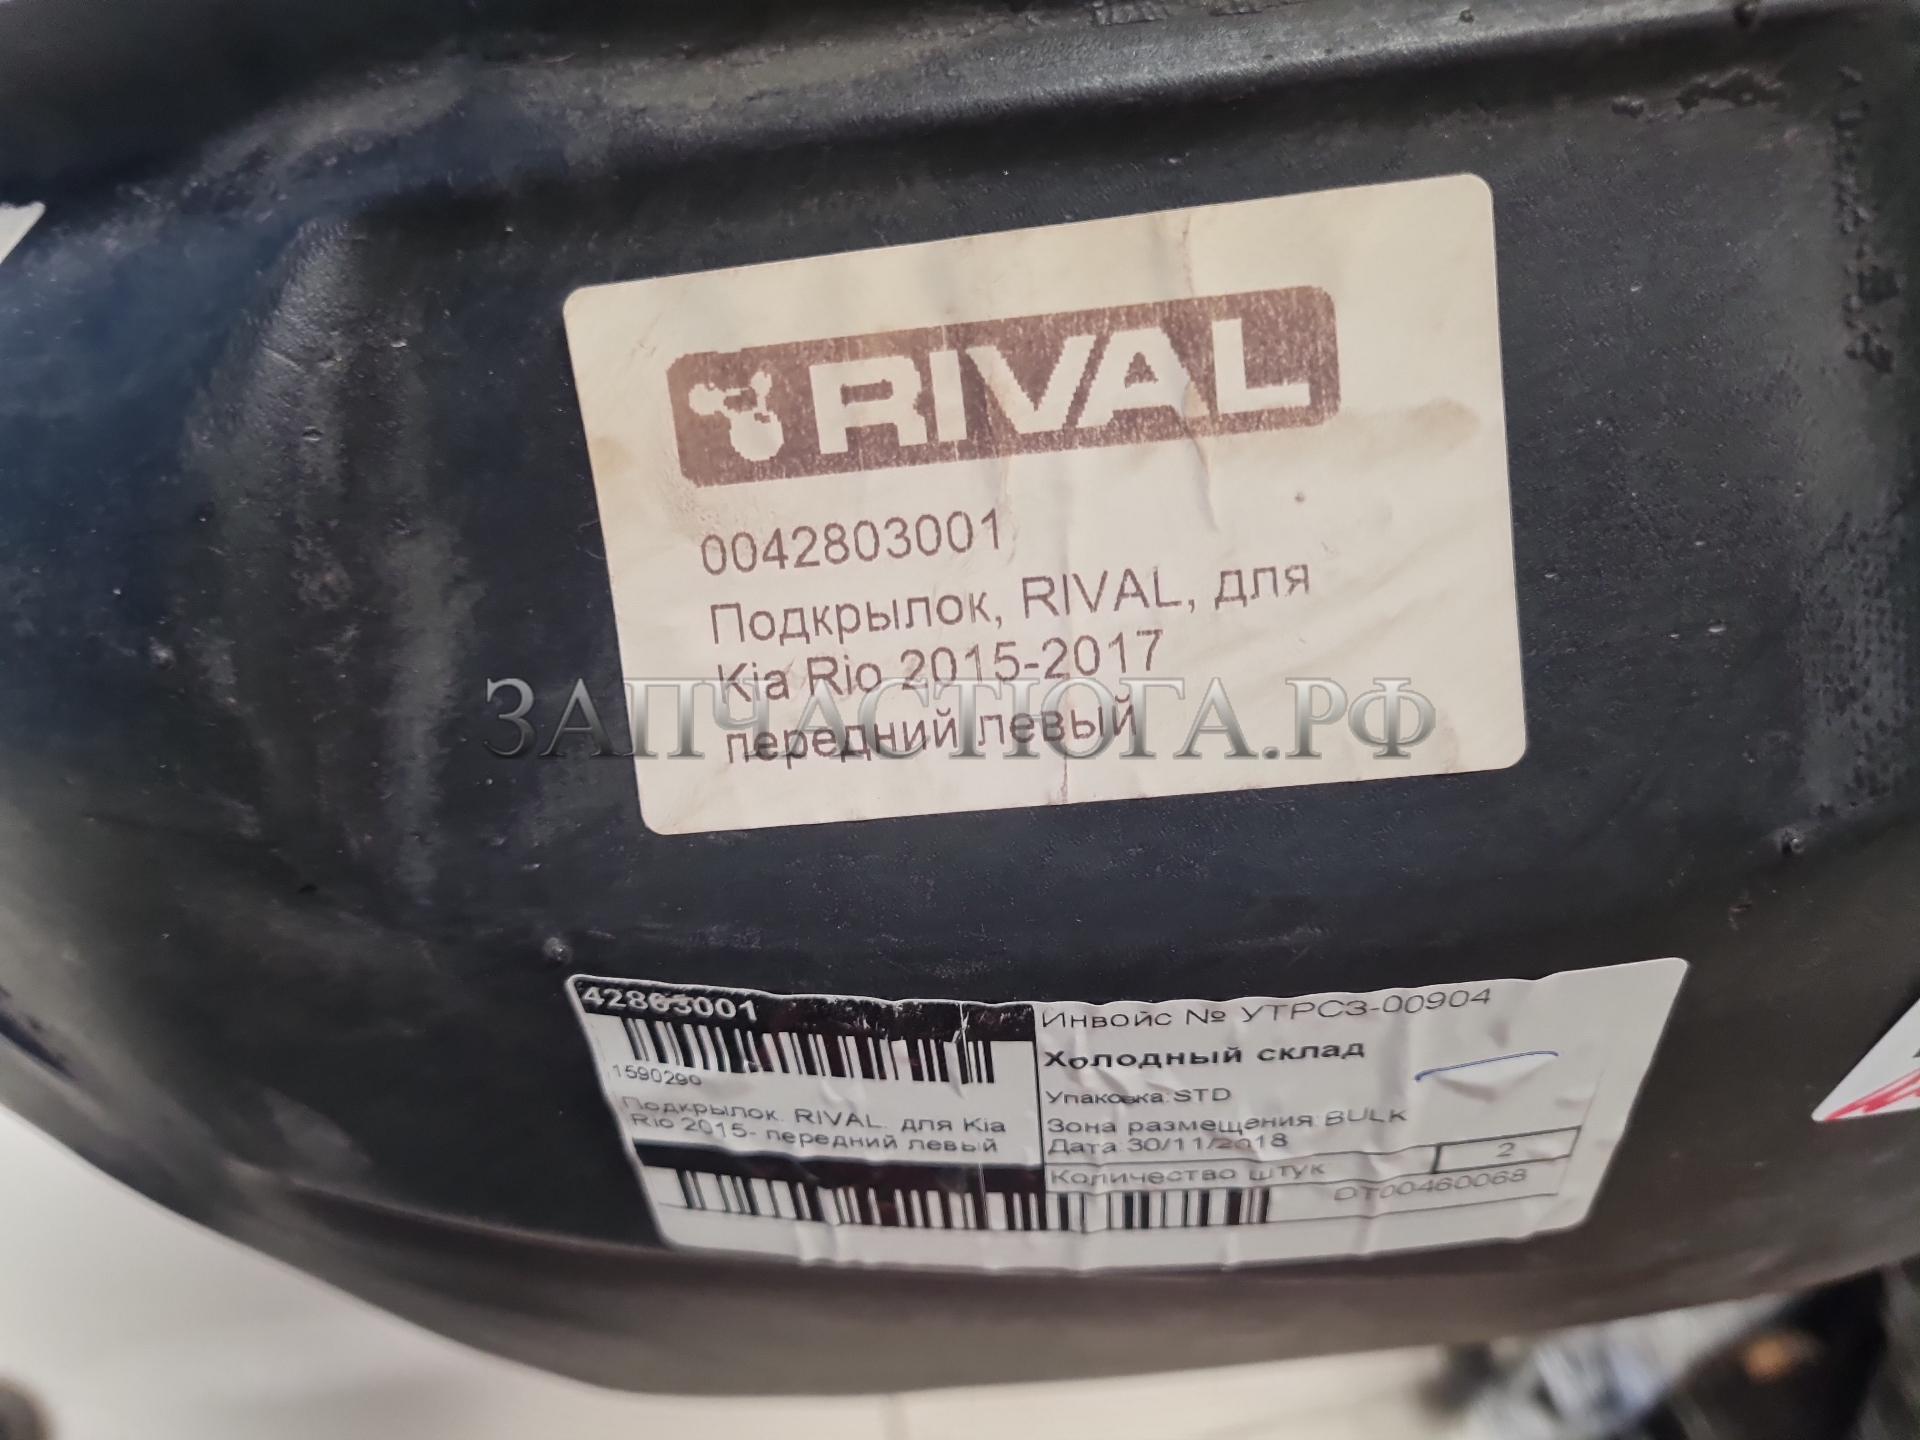 RIVAL
0042803001
Подкрылок, RIVAL, для
Kia Rio 2015-2017
передний левый
ЗАПЧАСТЮГА.РФ
42803001
1590290
Подкрылок. RIVAL. для Kia
Rio 2015- передний левый
Инвойс № УТРСЗ-00904
Холодный склад
Упаковка:STD
Зона размещения:BULK
Дата:30/11/2018
Количество штук 2
DT00460068